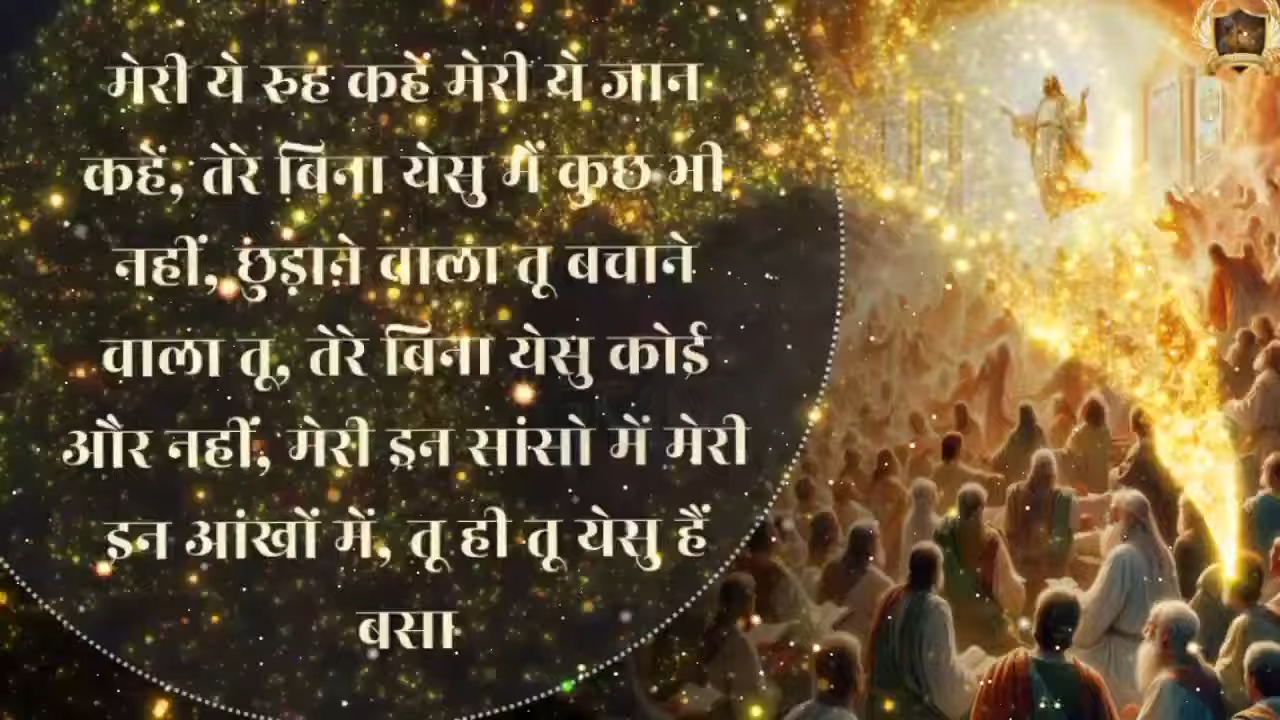 मेरी ये रुह कहें मेरी ये जान
कहें, तेरे बिना येसु मैं कुछ भी
नहीं, छुंड़ाने वाला तू बचाने
वाला तू, तेरे बिना येसु कोई
और नहीं, मेरी इन सांसो में मेरी
इन आंखों में, तू ही तू येसु हैं
बसा